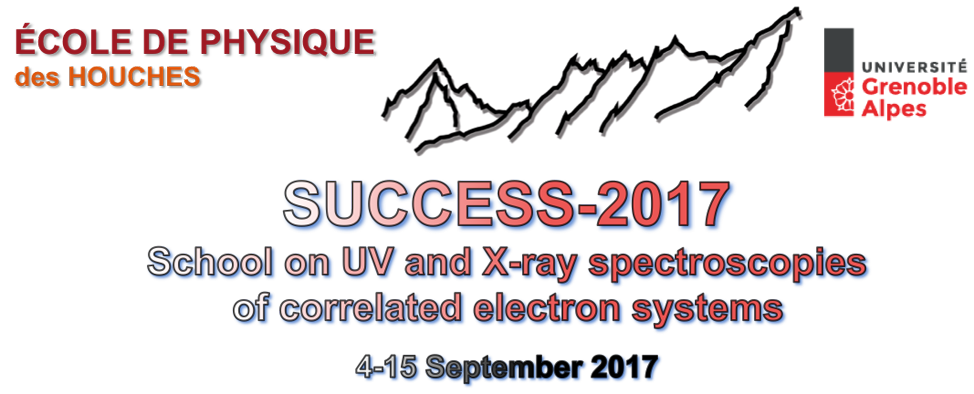 ÉCOLE DE PHYSIQUE
des HOUCHES
UNIVERSITÉ
Grenoble
Alpes
SUCCESS-2017
School on UV and X-ray spectroscopies
of correlated electron systems
4-15 September 2017